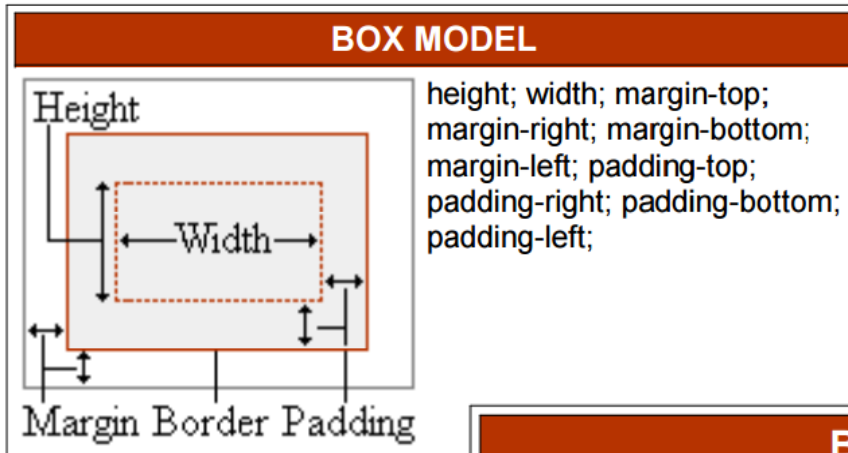 BOX MODEL
Height
Width
Margin Border Padding
height; width; margin-top;
margin-right; margin-bottom;
margin-left; padding-top;
padding-right; padding-bottom;
padding-left;